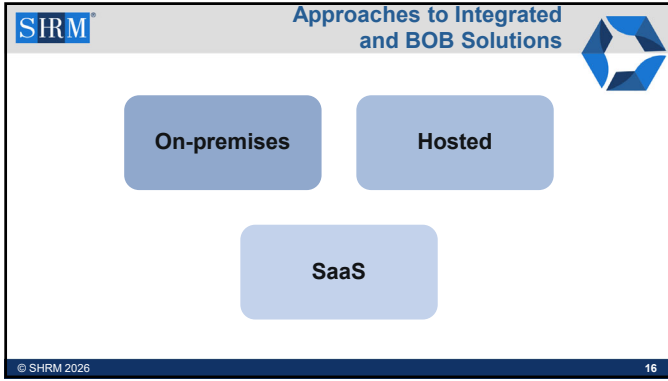 SHRM®
Approaches to Integrated
and BOB Solutions
On-premises
Hosted
SaaS
© SHRM 2026
16